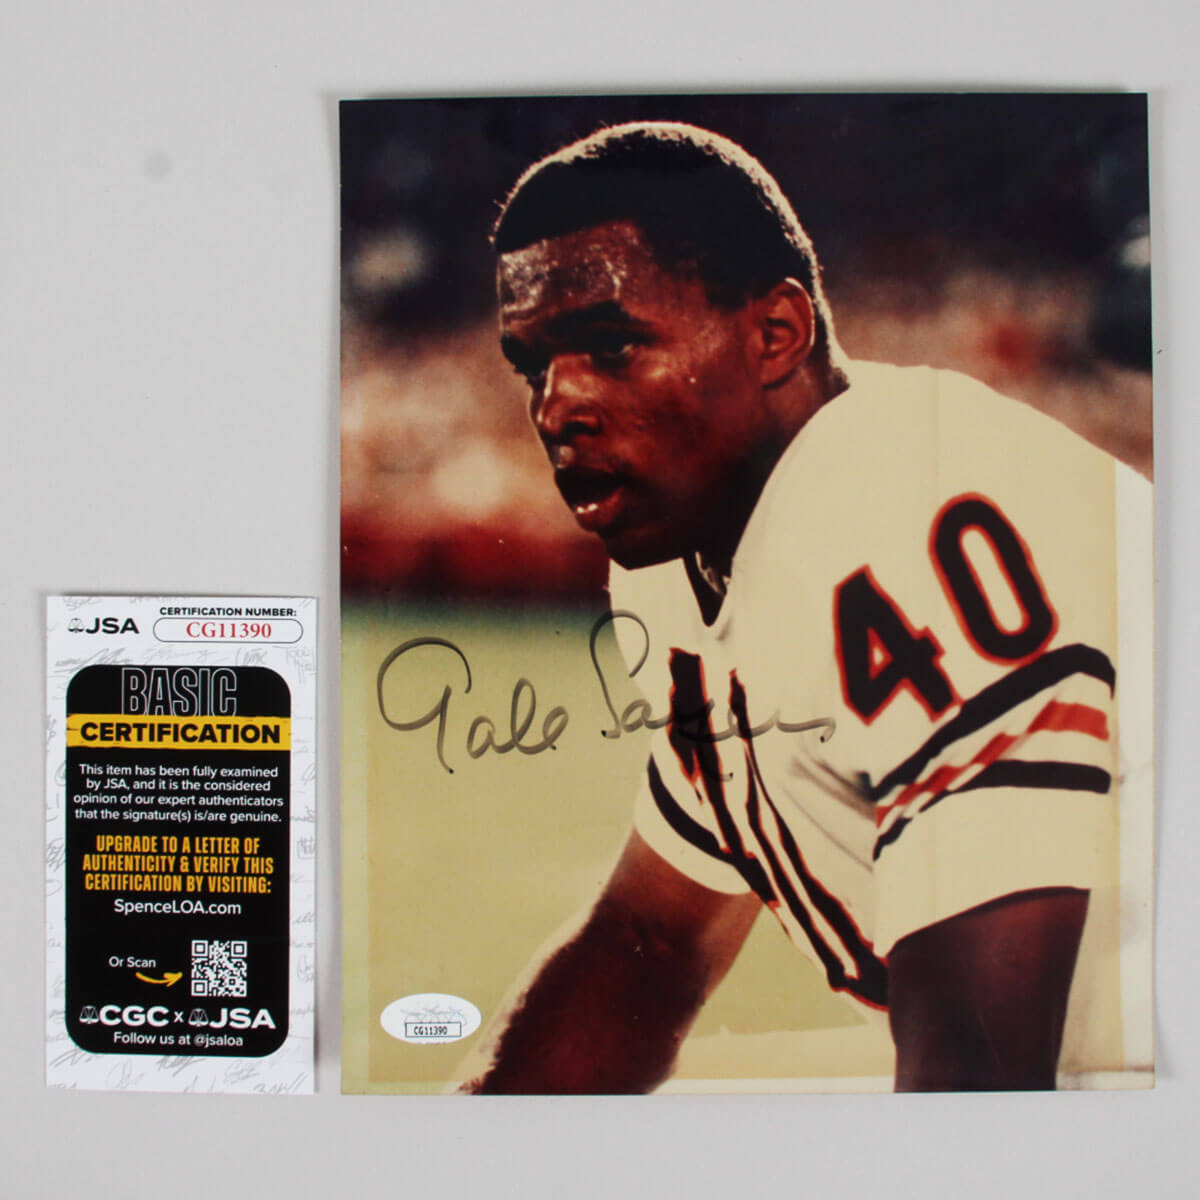 JSA
CERTIFICATION NUMBER:
CG11390
BASIC
CERTIFICATION
This item has been fully examined
by JSA, and it is the considered
opinion of our expert authenticators
that the signature(s) is/are genuine.
UPGRADE TO A LETTER OF
AUTHENTICITY & VERIFY THIS
CERTIFICATION BY VISITING:
SpenceLOA.com
Or Scan
CGC x JSA
Follow us at @jsaloa
40
Gale Sayers
CG11390